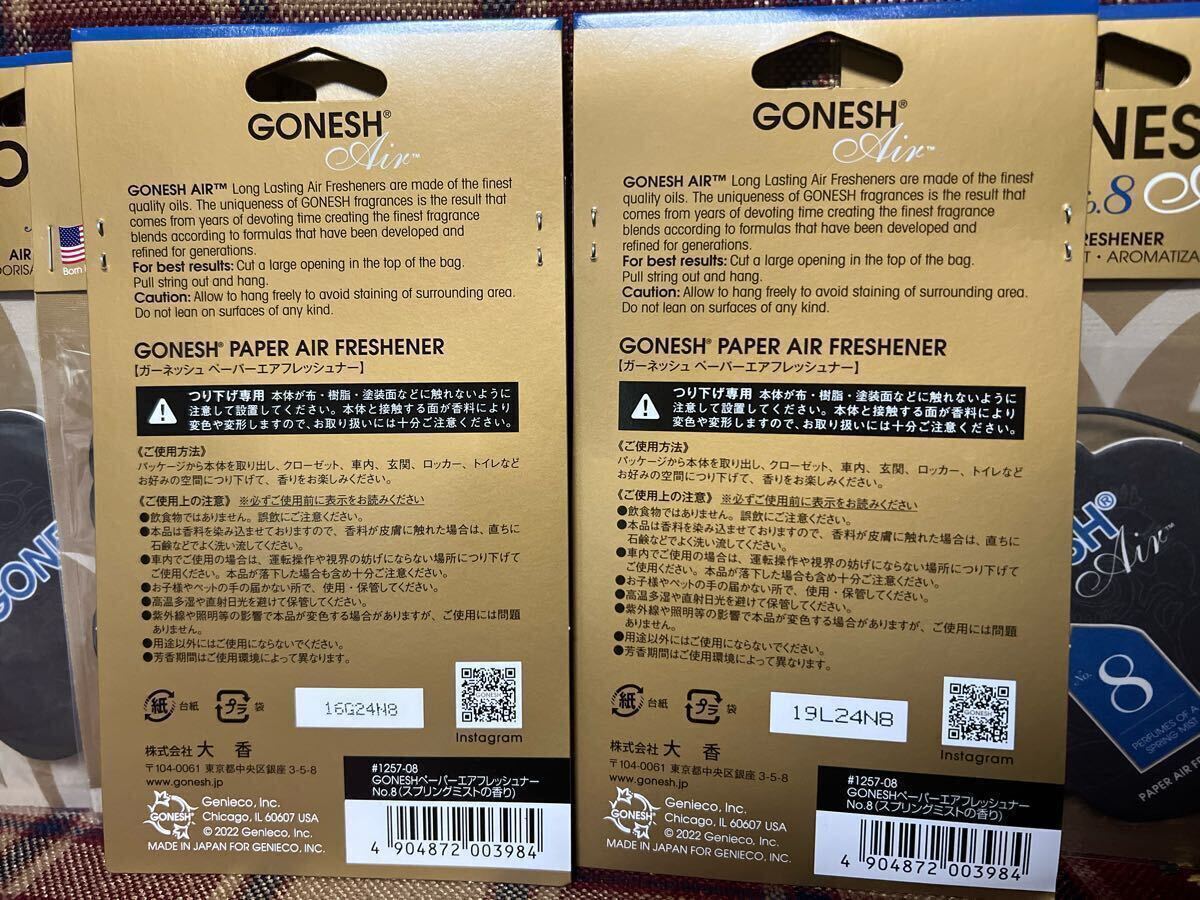 GONESH®
Air™
GONESH AIR™ Long Lasting Air Fresheners are made of the finest
quality oils. The uniqueness of GONESH fragrances is the result that
comes from years of devoting time creating the finest fragrance
blends according to formulas that have been developed and
refined for generations.
For best results: Cut a large opening in the top of the bag.
Pull string out and hang.
Caution: Allow to hang freely to avoid staining of surrounding area.
Do not lean on surfaces of any kind.
GONESH® PAPER AIR FRESHENER
【ガーネッシュ ペーパーエアフレッシュナー】
つり下げ専用 本体が布・樹脂・塗装面などに触れないように
注意して設置してください。本体と接触する面が香料により
変色や変形しますので、お取り扱いには十分ご注意ください。
《ご使用方法》
パッケージから本体を取り出し、クローゼット、車内、玄関、ロッカー、トイレなど
お好みの空間につり下げて、香りをお楽しみください。
《ご使用上の注意》 ※必ずご使用前に表示をお読みください
●飲食物ではありません。誤飲にご注意ください。
●本品は香料を染み込ませておりますので、香料が皮膚に触れた場合は、直ちに
石鹸などでよく洗い流してください。
●車内でご使用の場合は、運転操作や視界の妨げにならない場所につり下げて
ご使用ください。本品が落下した場合も含め十分ご注意ください。
●お子様やペットの手の届かない所で、使用・保管してください。
●高温多湿や直射日光を避けて保管してください。
●紫外線や照明等の影響で本品が変色する場合がありますが、ご使用には問題
ありません。
●用途以外にはご使用にならないでください。
●芳香期間はご使用環境によって異なります。
紙 台紙 プラ 袋
16G24N8
GONESH
Instagram
株式会社 大 香
〒104-0061 東京都中央区銀座 3-5-8
www.gonesh.jp
#1257-08
GONESHペーパーエアフレッシュナー
No.8(スプリングミストの香り)
GONESH
Genieco, Inc.
Chicago, IL 60607 USA
© 2022 Genieco, Inc.
MADE IN JAPAN FOR GENIECO, INC.
4 904872 003984
GONESH®
Air™
GONESH AIR™ Long Lasting Air Fresheners are made of the finest
quality oils. The uniqueness of GONESH fragrances is the result that
comes from years of devoting time creating the finest fragrance
blends according to formulas that have been developed and
refined for generations.
For best results: Cut a large opening in the top of the bag.
Pull string out and hang.
Caution: Allow to hang freely to avoid staining of surrounding area.
Do not lean on surfaces of any kind.
GONESH® PAPER AIR FRESHENER
【ガーネッシュ ペーパーエアフレッシュナー】
つり下げ専用 本体が布・樹脂・塗装面などに触れないように
注意して設置してください。本体と接触する面が香料により
変色や変形しますので、お取り扱いには十分ご注意ください。
《ご使用方法》
パッケージから本体を取り出し、クローゼット、車内、玄関、ロッカー、トイレなど
お好みの空間につり下げて、香りをお楽しみください。
《ご使用上の注意》 ※必ずご使用前に表示をお読みください
●飲食物ではありません。誤飲にご注意ください。
●本品は香料を染み込ませておりますので、香料が皮膚に触れた場合は、直ちに
石鹸などでよく洗い流してください。
●車内でご使用の場合は、運転操作や視界の妨げにならない場所につり下げて
ご使用ください。本品が落下した場合も含め十分ご注意ください。
●お子様やペットの手の届かない所で、使用・保管してください。
●高温多湿や直射日光を避けて保管してください。
●紫外線や照明等の影響で本品が変色する場合がありますが、ご使用には問題
ありません。
●用途以外にはご使用にならないでください。
●芳香期間はご使用環境によって異なります。
紙 台紙 プラ 袋
19L24N8
GONESH
Instagram
株式会社 大 香
〒104-0061 東京都中央区銀座 3-5-8
www.gonesh.jp
#1257-08
GONESHペーパーエアフレッシュナー
No.8(スプリングミストの香り)
GONESH
Genieco, Inc.
Chicago, IL 60607 USA
© 2022 Genieco, Inc.
MADE IN JAPAN FOR GENIECO, INC.
4 904872 003984
O
AIR
ORISA
Born
GONE
NES
.8
RESHENER
T · AROMATIZA
SH®
Air™
No.
8
PERFUMES OF
SPRING MIS
PAPER AIR FR